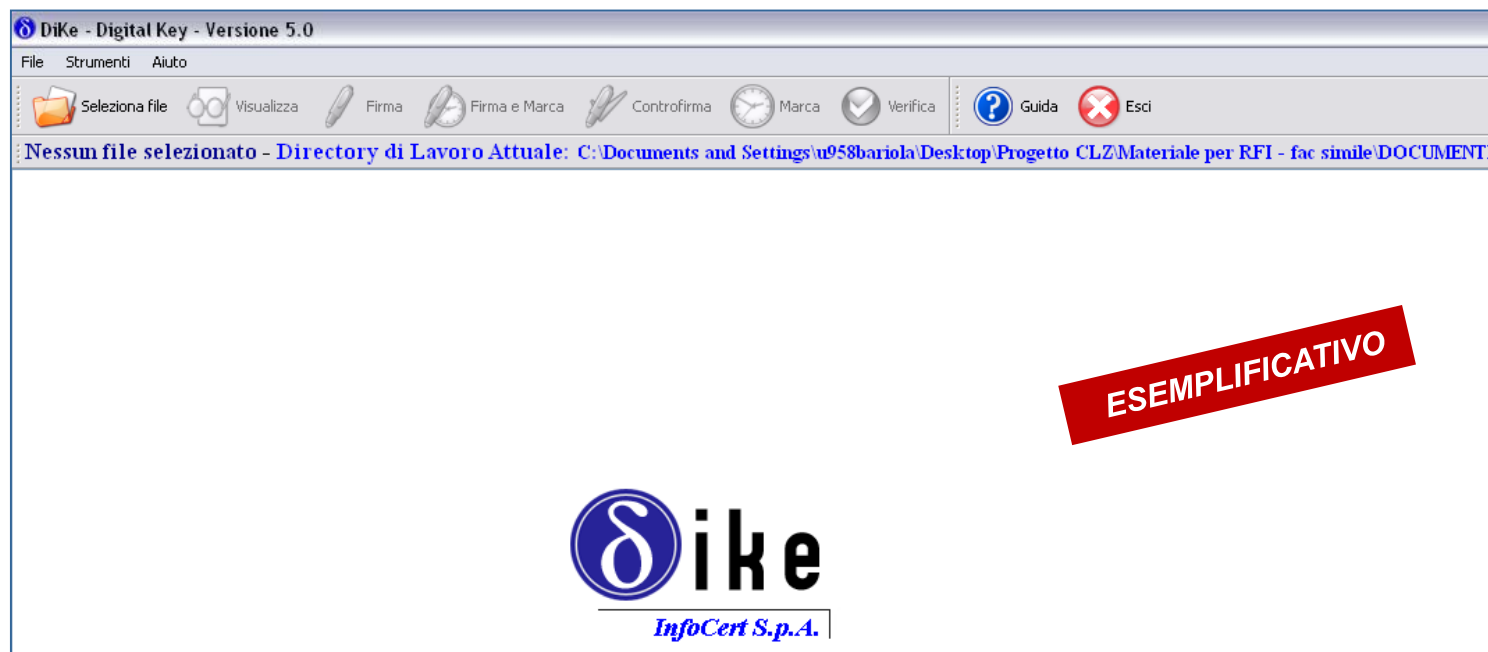 DiKe - Digital Key - Versione 5.0
File Strumenti Aiuto
Seleziona file Visualizza Firma Firma e Marca Controfirma Marca Verifica Guida Esci
Nessun file selezionato - Directory di Lavoro Attuale: C:\Documents and Settings\u958bariola\Desktop\Progetto CLZ\Materiale per RFI - fac simile\DOCUMENT
ESEMPLIFICATIVO
δike
InfoCert S.p.A.